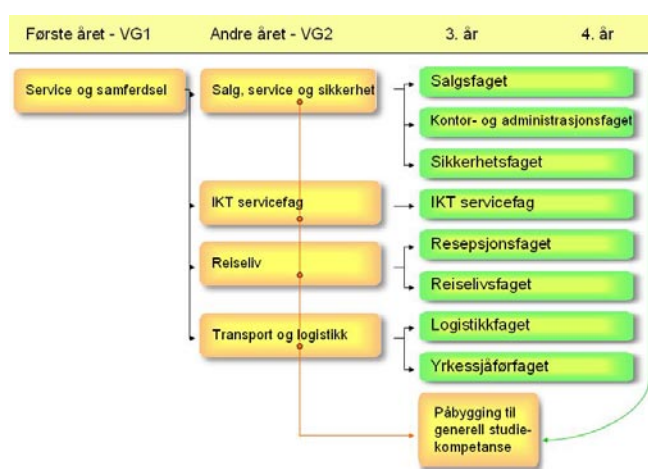 Første året - VG1
Andre året - VG2
3. år
4. år
Service og samferdsel
Salg, service og sikkerhet
Salgsfaget
Kontor- og administrasjonsfaget
Sikkerhetsfaget
IKT servicefag
IKT servicefag
Reiseliv
Resepsjonsfaget
Reiselivsfaget
Transport og logistikk
Logistikkfaget
Yrkessjåførfaget
Påbygging til
generell studie-
kompetanse